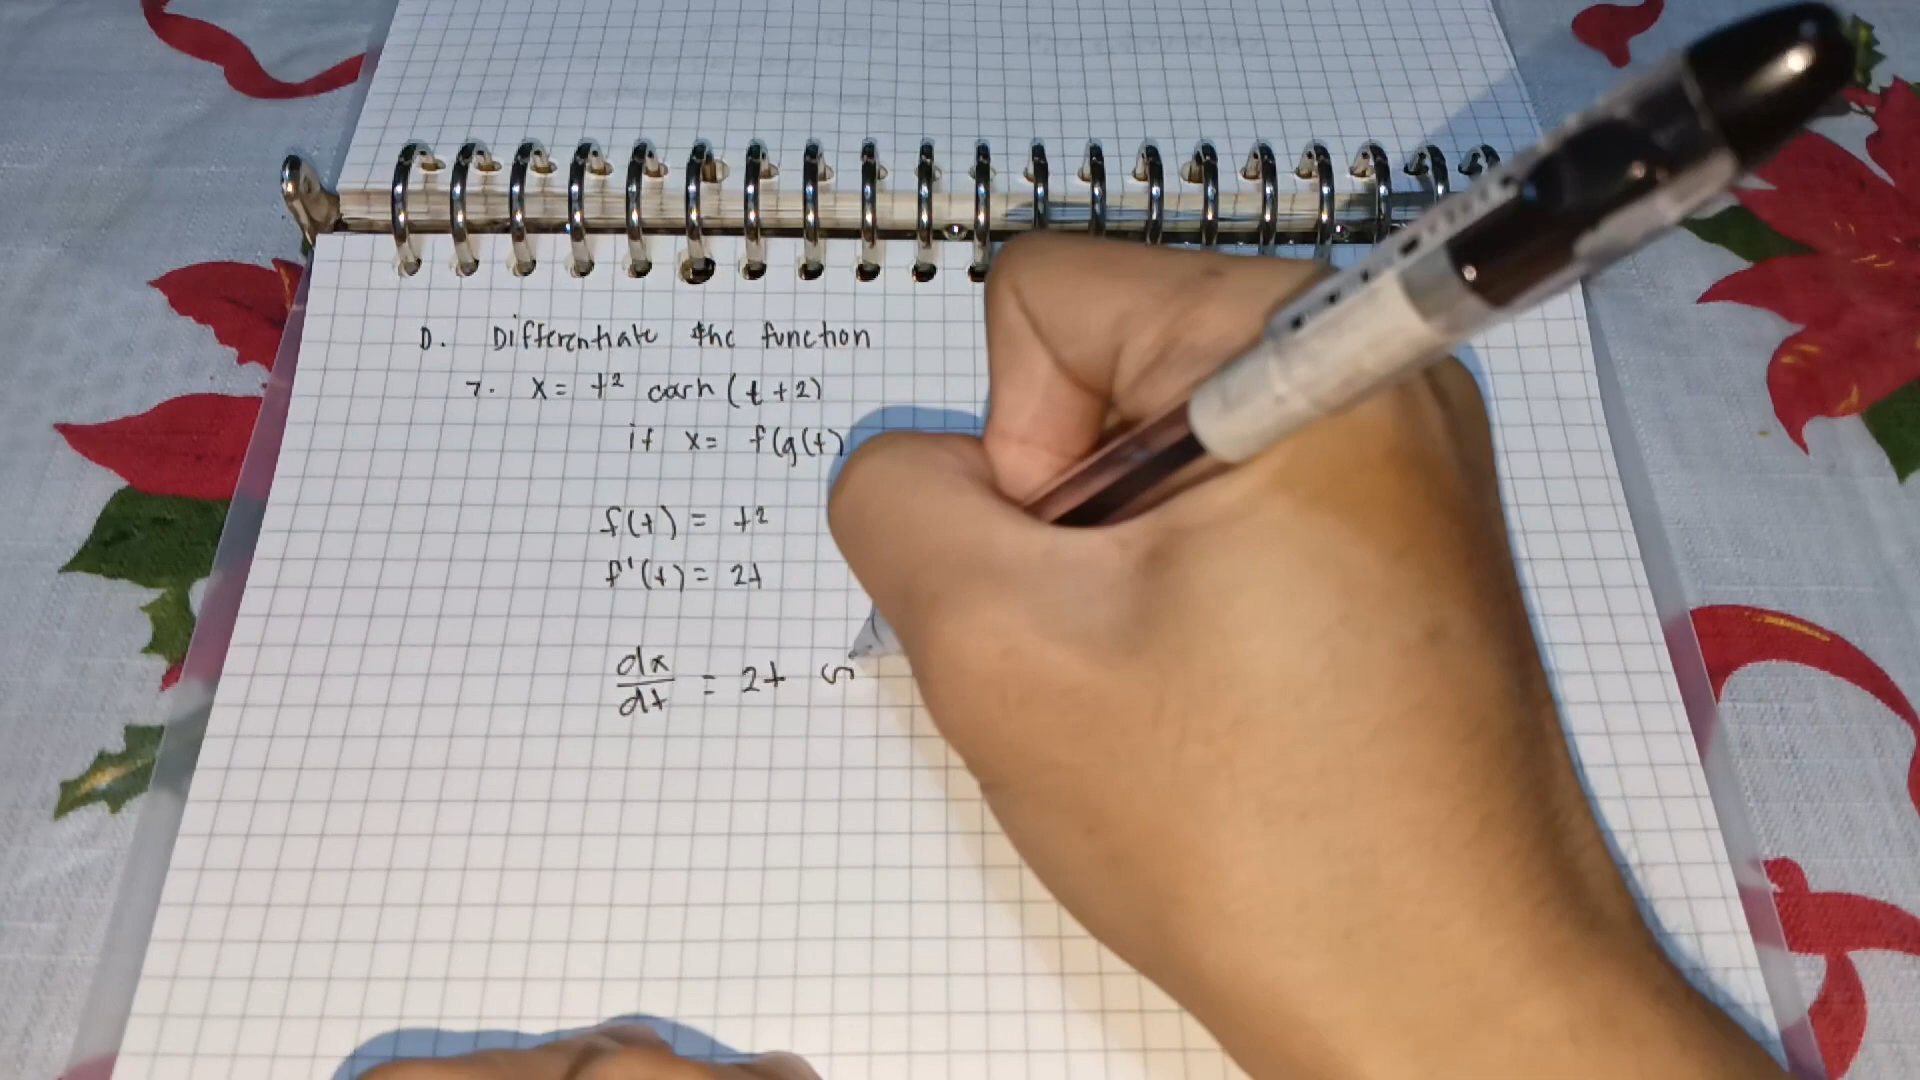 D. Differentiate the function
7. x = t² cosh (t + 2)
if x = f(g(t)
f(t) = t²
f'(t) = 2t
dx/dt = 2t